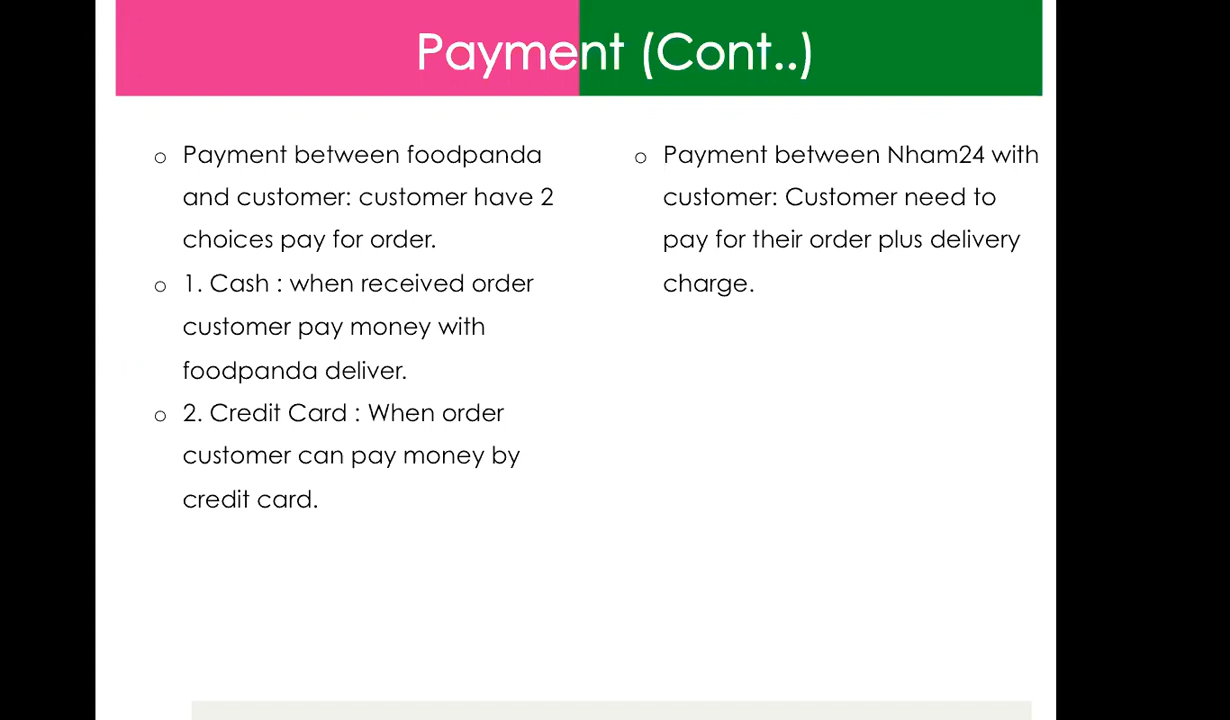 Payment (Cont..)
o Payment between foodpanda
and customer: customer have 2
choices pay for order.
o 1. Cash : when received order
customer pay money with
foodpanda deliver.
o 2. Credit Card : When order
customer can pay money by
credit card.
o Payment between Nham24 with
customer: Customer need to
pay for their order plus delivery
charge.